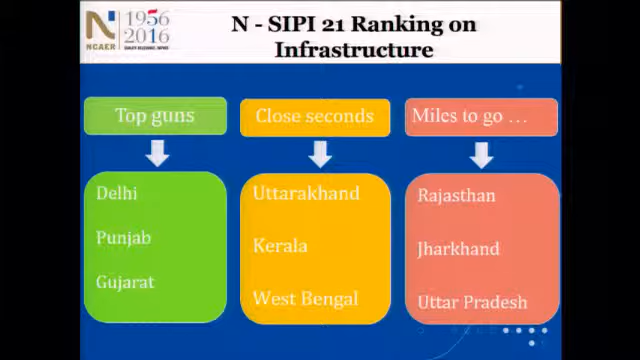 N - SIPI 21 Ranking on
Infrastructure
1956
2016
NCAER
Top guns
Close seconds
Miles to go …
Delhi
Punjab
Gujarat
Uttarakhand
Kerala
West Bengal
Rajasthan
Jharkhand
Uttar Pradesh